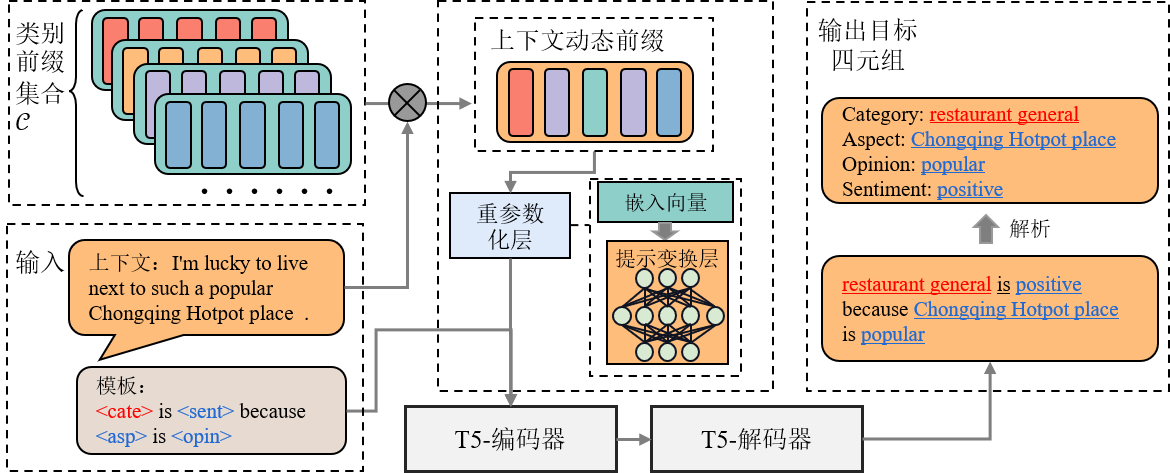 类别
前缀
集合
𝒞
. . . . . .
输入
上下文：I'm lucky to live
next to such a popular
Chongqing Hotpot place .
模板：
<cate> is <sent> because
<asp> is <opin>
上下文动态前缀
重参数
化层
嵌入向量
提示变换层
T5-编码器
T5-解码器
输出目标
四元组
Category: restaurant general
Aspect: Chongqing Hotpot place
Opinion: popular
Sentiment: positive
解析
restaurant general is positive
because Chongqing Hotpot place
is popular